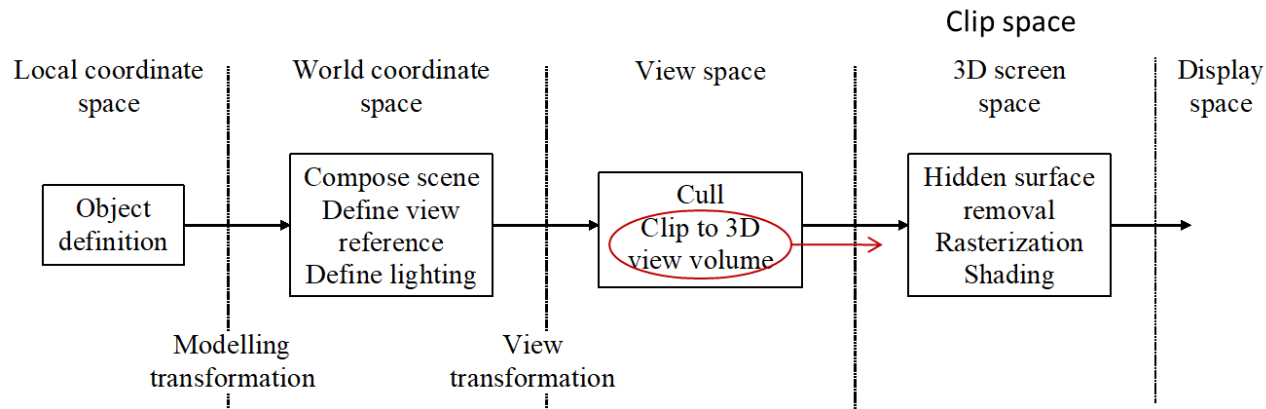 Clip space
Local coordinate
space
World coordinate
space
View space
3D screen
space
Display
space
Object
definition
Compose scene
Define view
reference
Define lighting
Cull
Clip to 3D
view volume
Hidden surface
removal
Rasterization
Shading
Modelling
transformation
View
transformation